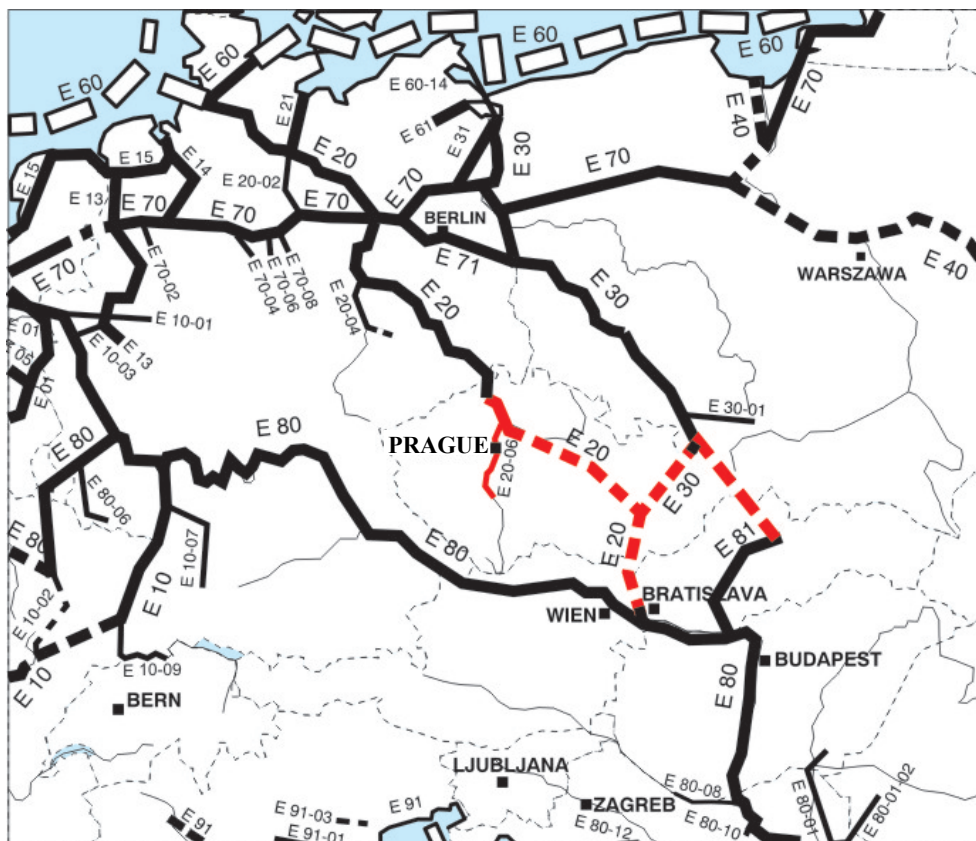 E 60
E 60
E 60
E 60
E 60-14
E 70
E 40
E 21
E 61
E 31
E 30
E 15
E 15
E 14
E 20
E 20-02
E 70
E 70
E 13
E 70
E 70
E 70
BERLIN
E 71
WARSZAWA
E 40
E 70
E 70-02
E 70-04
E 70-06
E 70-08
E 20-04
E 20
E 30
E 01
E 10-01
E 10-03
E 13
05
E 01
E 30-01
E 80
E 80
PRAGUE
E 20
E 20-06
E 30
E 80-06
E 80
E 10-07
E 80
E 20
E 81
E 10-02
E 10
WIEN
BRATISLAVA
E 10
E 10-09
BUDAPEST
E 80
BERN
LJUBLJANA
ZAGREB
E 80-08
E 91
E 91-03
E 91
E 91-01
E 80-12
E 80-10
E 80-01
E 80-01-02